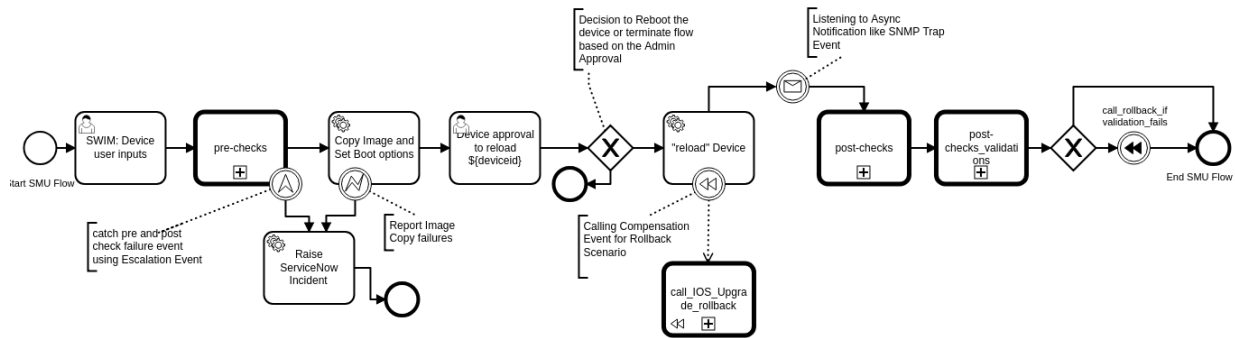 Decision to Reboot the
device or terminate flow
based on the Admin
Approval
Listening to Async
Notification like SNMP Trap
Event
SWIM: Device
user inputs
pre-checks
Copy Image and
Set Boot options
Device approval
to reload
${deviceid}
"reload" Device
post-checks
post-
checks_validati
ons
call_rollback_if
_validation_fails
Start SMU Flow
End SMU Flow
catch pre and post
check failure event
using Escalation Event
Report Image
Copy failures
Raise
ServiceNow
Incident
Calling Compensation
Event for Rollback
Scenario
call_IOS_Upgra
de_rollback